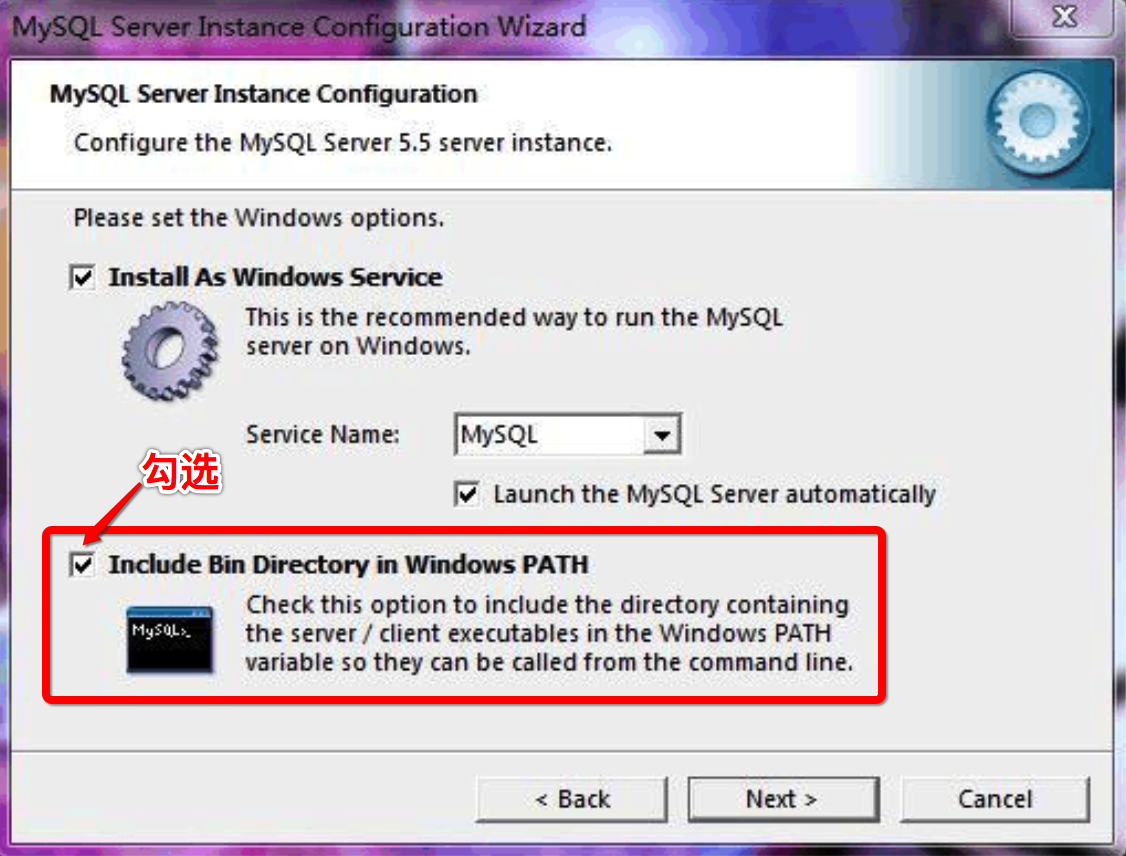 MySQL Server Instance Configuration Wizard
MySQL Server Instance Configuration
Configure the MySQL Server 5.5 server instance.
Please set the Windows options.
Install As Windows Service
This is the recommended way to run the MySQL
server on Windows.
Service Name:
MySQL
勾选
Launch the MySQL Server automatically
Include Bin Directory in Windows PATH
MySQL>_
Check this option to include the directory containing
the server / client executables in the Windows PATH
variable so they can be called from the command line.
< Back
Next >
Cancel